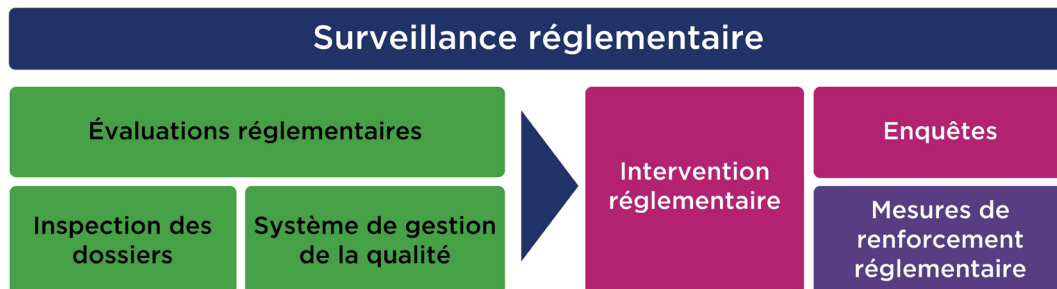 Surveillance réglementaire
Évaluations réglementaires
Inspection des
dossiers
Système de gestion
de la qualité
Intervention
réglementaire
Enquêtes
Mesures de
renforcement
réglementaire